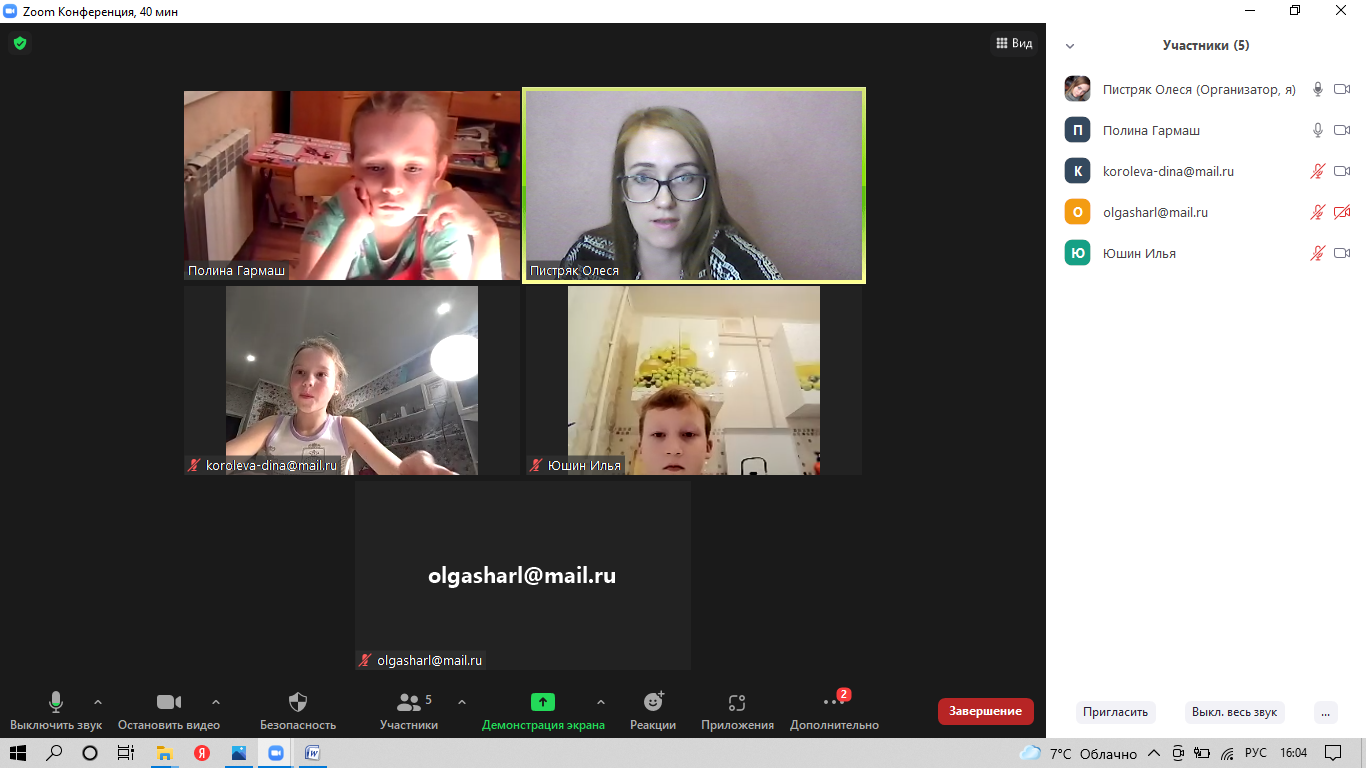 Zoom Конференция, 40 мин
Вид
Полина Гармаш
Пистряк Олеся
koroleva-dina@mail.ru
Юшин Илья
olgasharl@mail.ru
olgasharl@mail.ru
Участники (5)
Пистряк Олеся (Организатор, я)
П Полина Гармаш
K koroleva-dina@mail.ru
O olgasharl@mail.ru
Ю Юшин Илья
Пригласить
Выкл. весь звук
...
Выключить звук
Остановить видео
Безопасность
5
Участники
Демонстрация экрана
Реакции
Приложения
2
Дополнительно
Завершение
Я
W
7°C Облачно
РУС
16:04